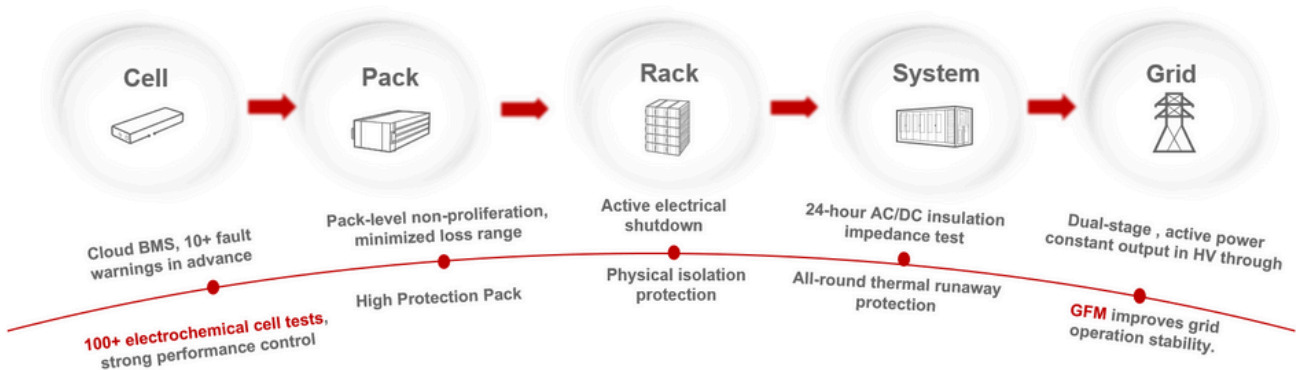 Cell
Pack
Rack
System
Grid
Cloud BMS, 10+ fault
warnings in advance
Pack-level non-proliferation,
minimized loss range
Active electrical
shutdown
24-hour AC/DC insulation
impedance test
Dual-stage , active power
constant output in HV through
100+ electrochemical cell tests,
strong performance control
High Protection Pack
Physical isolation
protection
All-round thermal runaway
protection
GFM improves grid
operation stability.